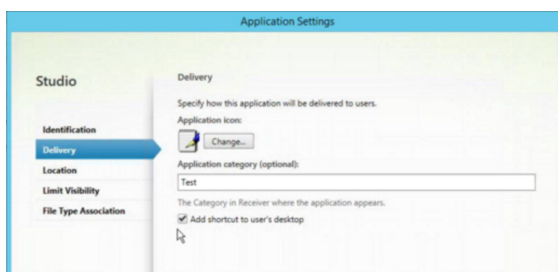 Application Settings
Studio
Identification
Delivery
Location
Limit Visibility
File Type Association
Delivery
Specify how this application will be delivered to users.
Application icon:
Change...
Application category (optional):
Test
The Category in Receiver where the application appears.
Add shortcut to user's desktop